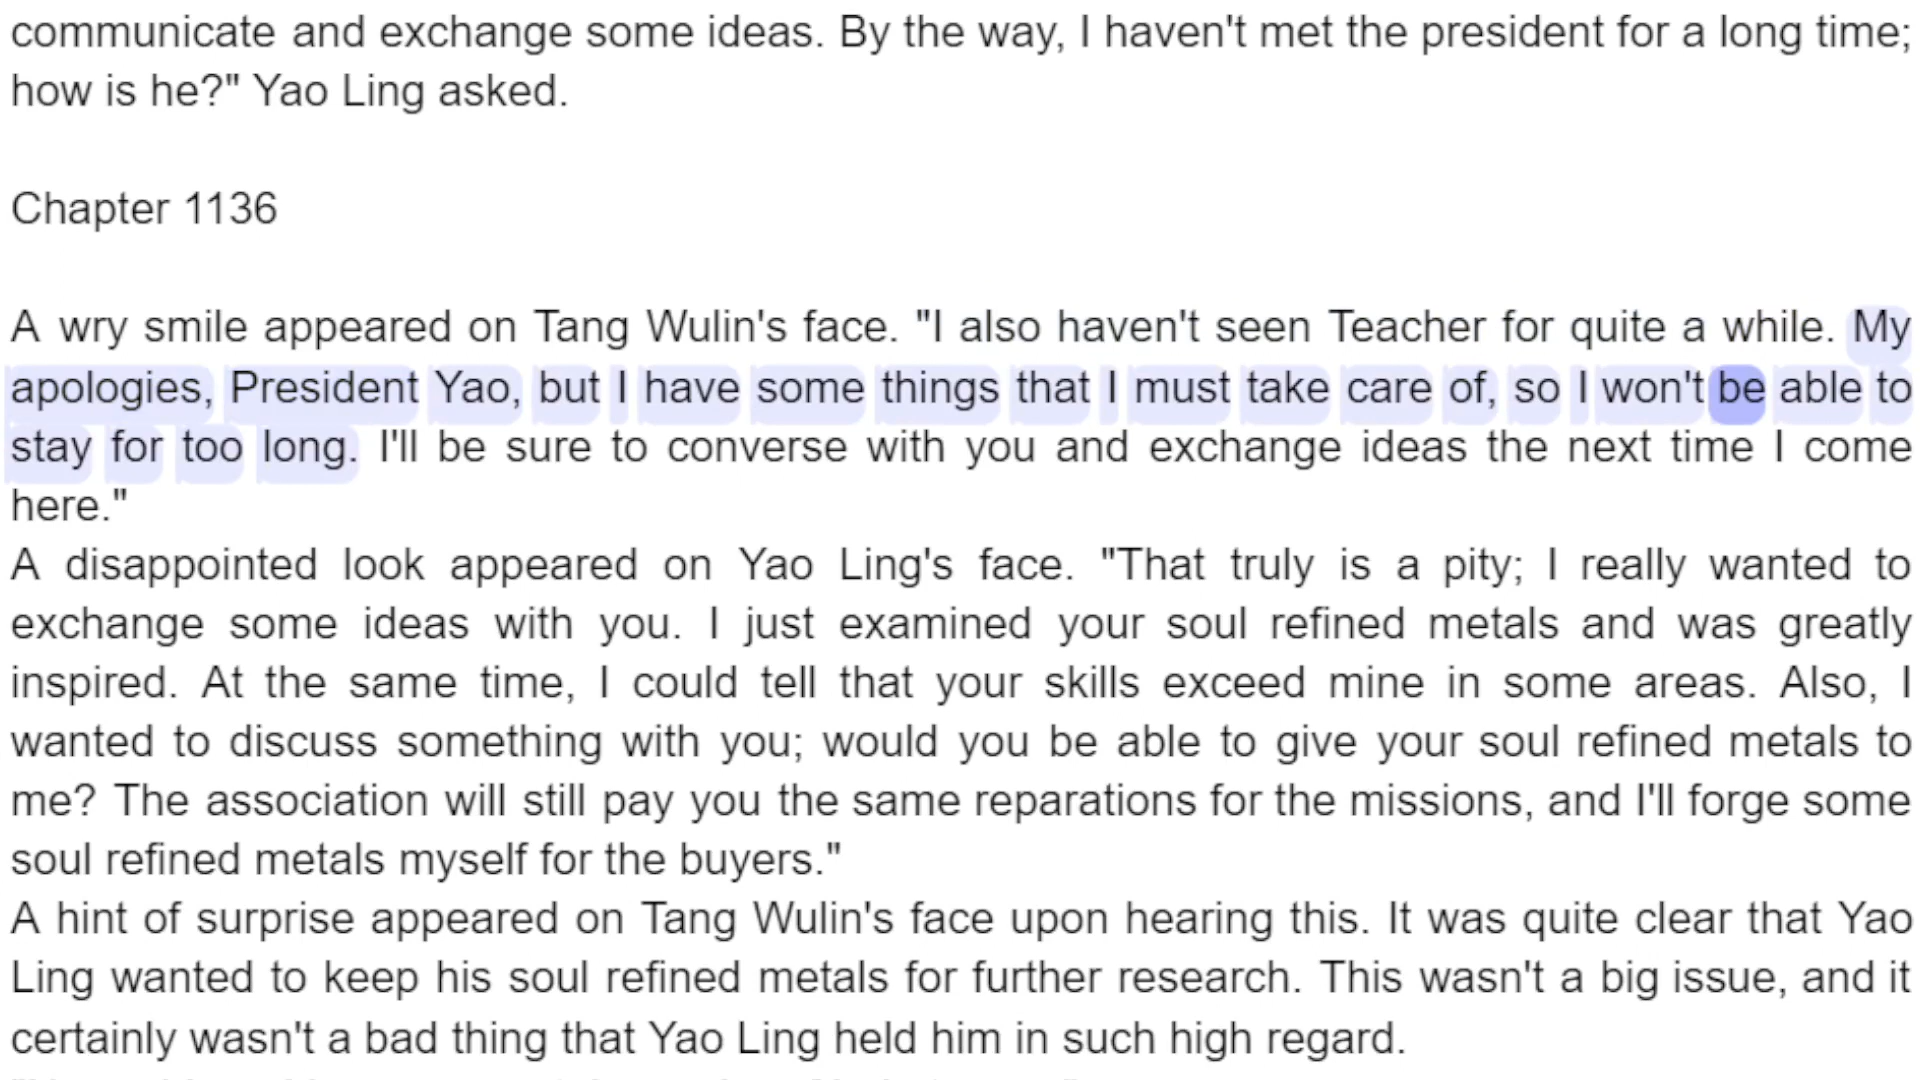 communicate and exchange some ideas. By the way, I haven't met the president for a long time;
how is he?" Yao Ling asked.
Chapter 1136
A wry smile appeared on Tang Wulin's face. "I also haven't seen Teacher for quite a while. My
apologies, President Yao, but I have some things that I must take care of, so I won't be able to
stay for too long. I'll be sure to converse with you and exchange ideas the next time I come
here."
A disappointed look appeared on Yao Ling's face. "That truly is a pity; I really wanted to
exchange some ideas with you. I just examined your soul refined metals and was greatly
inspired. At the same time, I could tell that your skills exceed mine in some areas. Also, I
wanted to discuss something with you; would you be able to give your soul refined metals to
me? The association will still pay you the same reparations for the missions, and I'll forge some
soul refined metals myself for the buyers."
A hint of surprise appeared on Tang Wulin's face upon hearing this. It was quite clear that Yao
Ling wanted to keep his soul refined metals for further research. This wasn't a big issue, and it
certainly wasn't a bad thing that Yao Ling held him in such high regard.